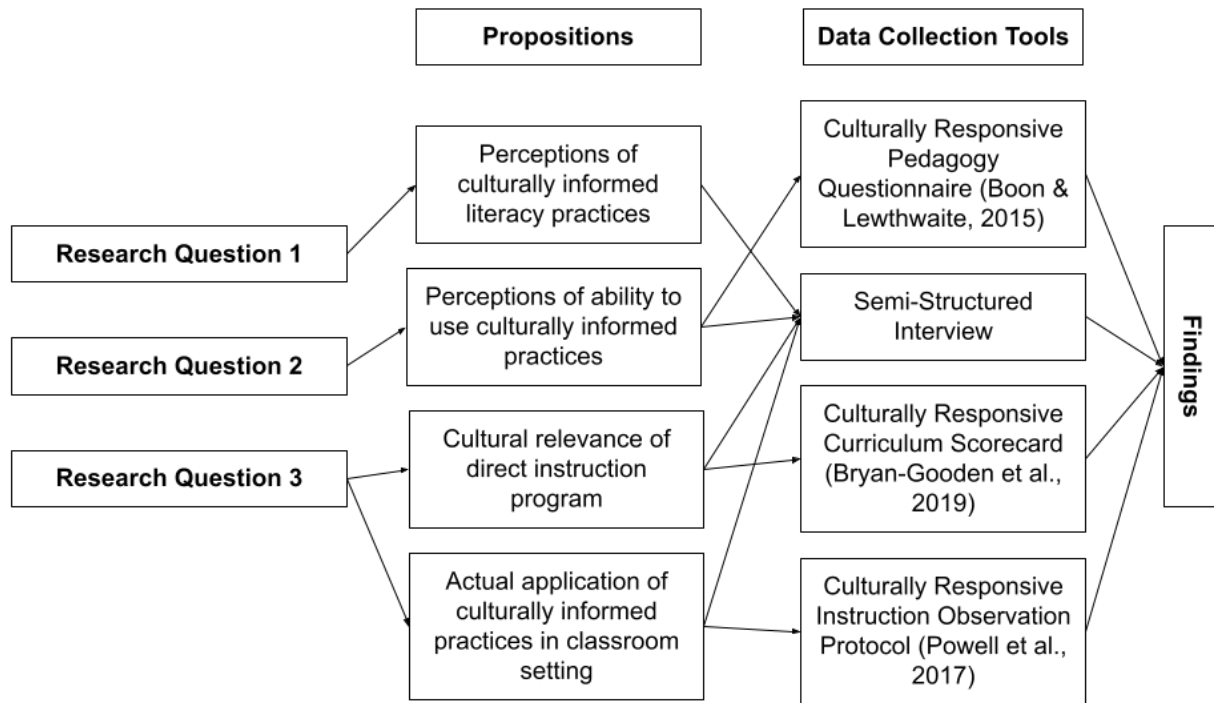 Propositions
Data Collection Tools
Research Question 1
Research Question 2
Research Question 3
Perceptions of
culturally informed
literacy practices
Perceptions of ability to
use culturally informed
practices
Cultural relevance of
direct instruction
program
Actual application of
culturally informed
practices in classroom
setting
Culturally Responsive
Pedagogy
Questionnaire (Boon &
Lewthwaite, 2015)
Semi-Structured
Interview
Culturally Responsive
Curriculum Scorecard
(Bryan-Gooden et al.,
2019)
Culturally Responsive
Instruction Observation
Protocol (Powell et al.,
2017)
Findings